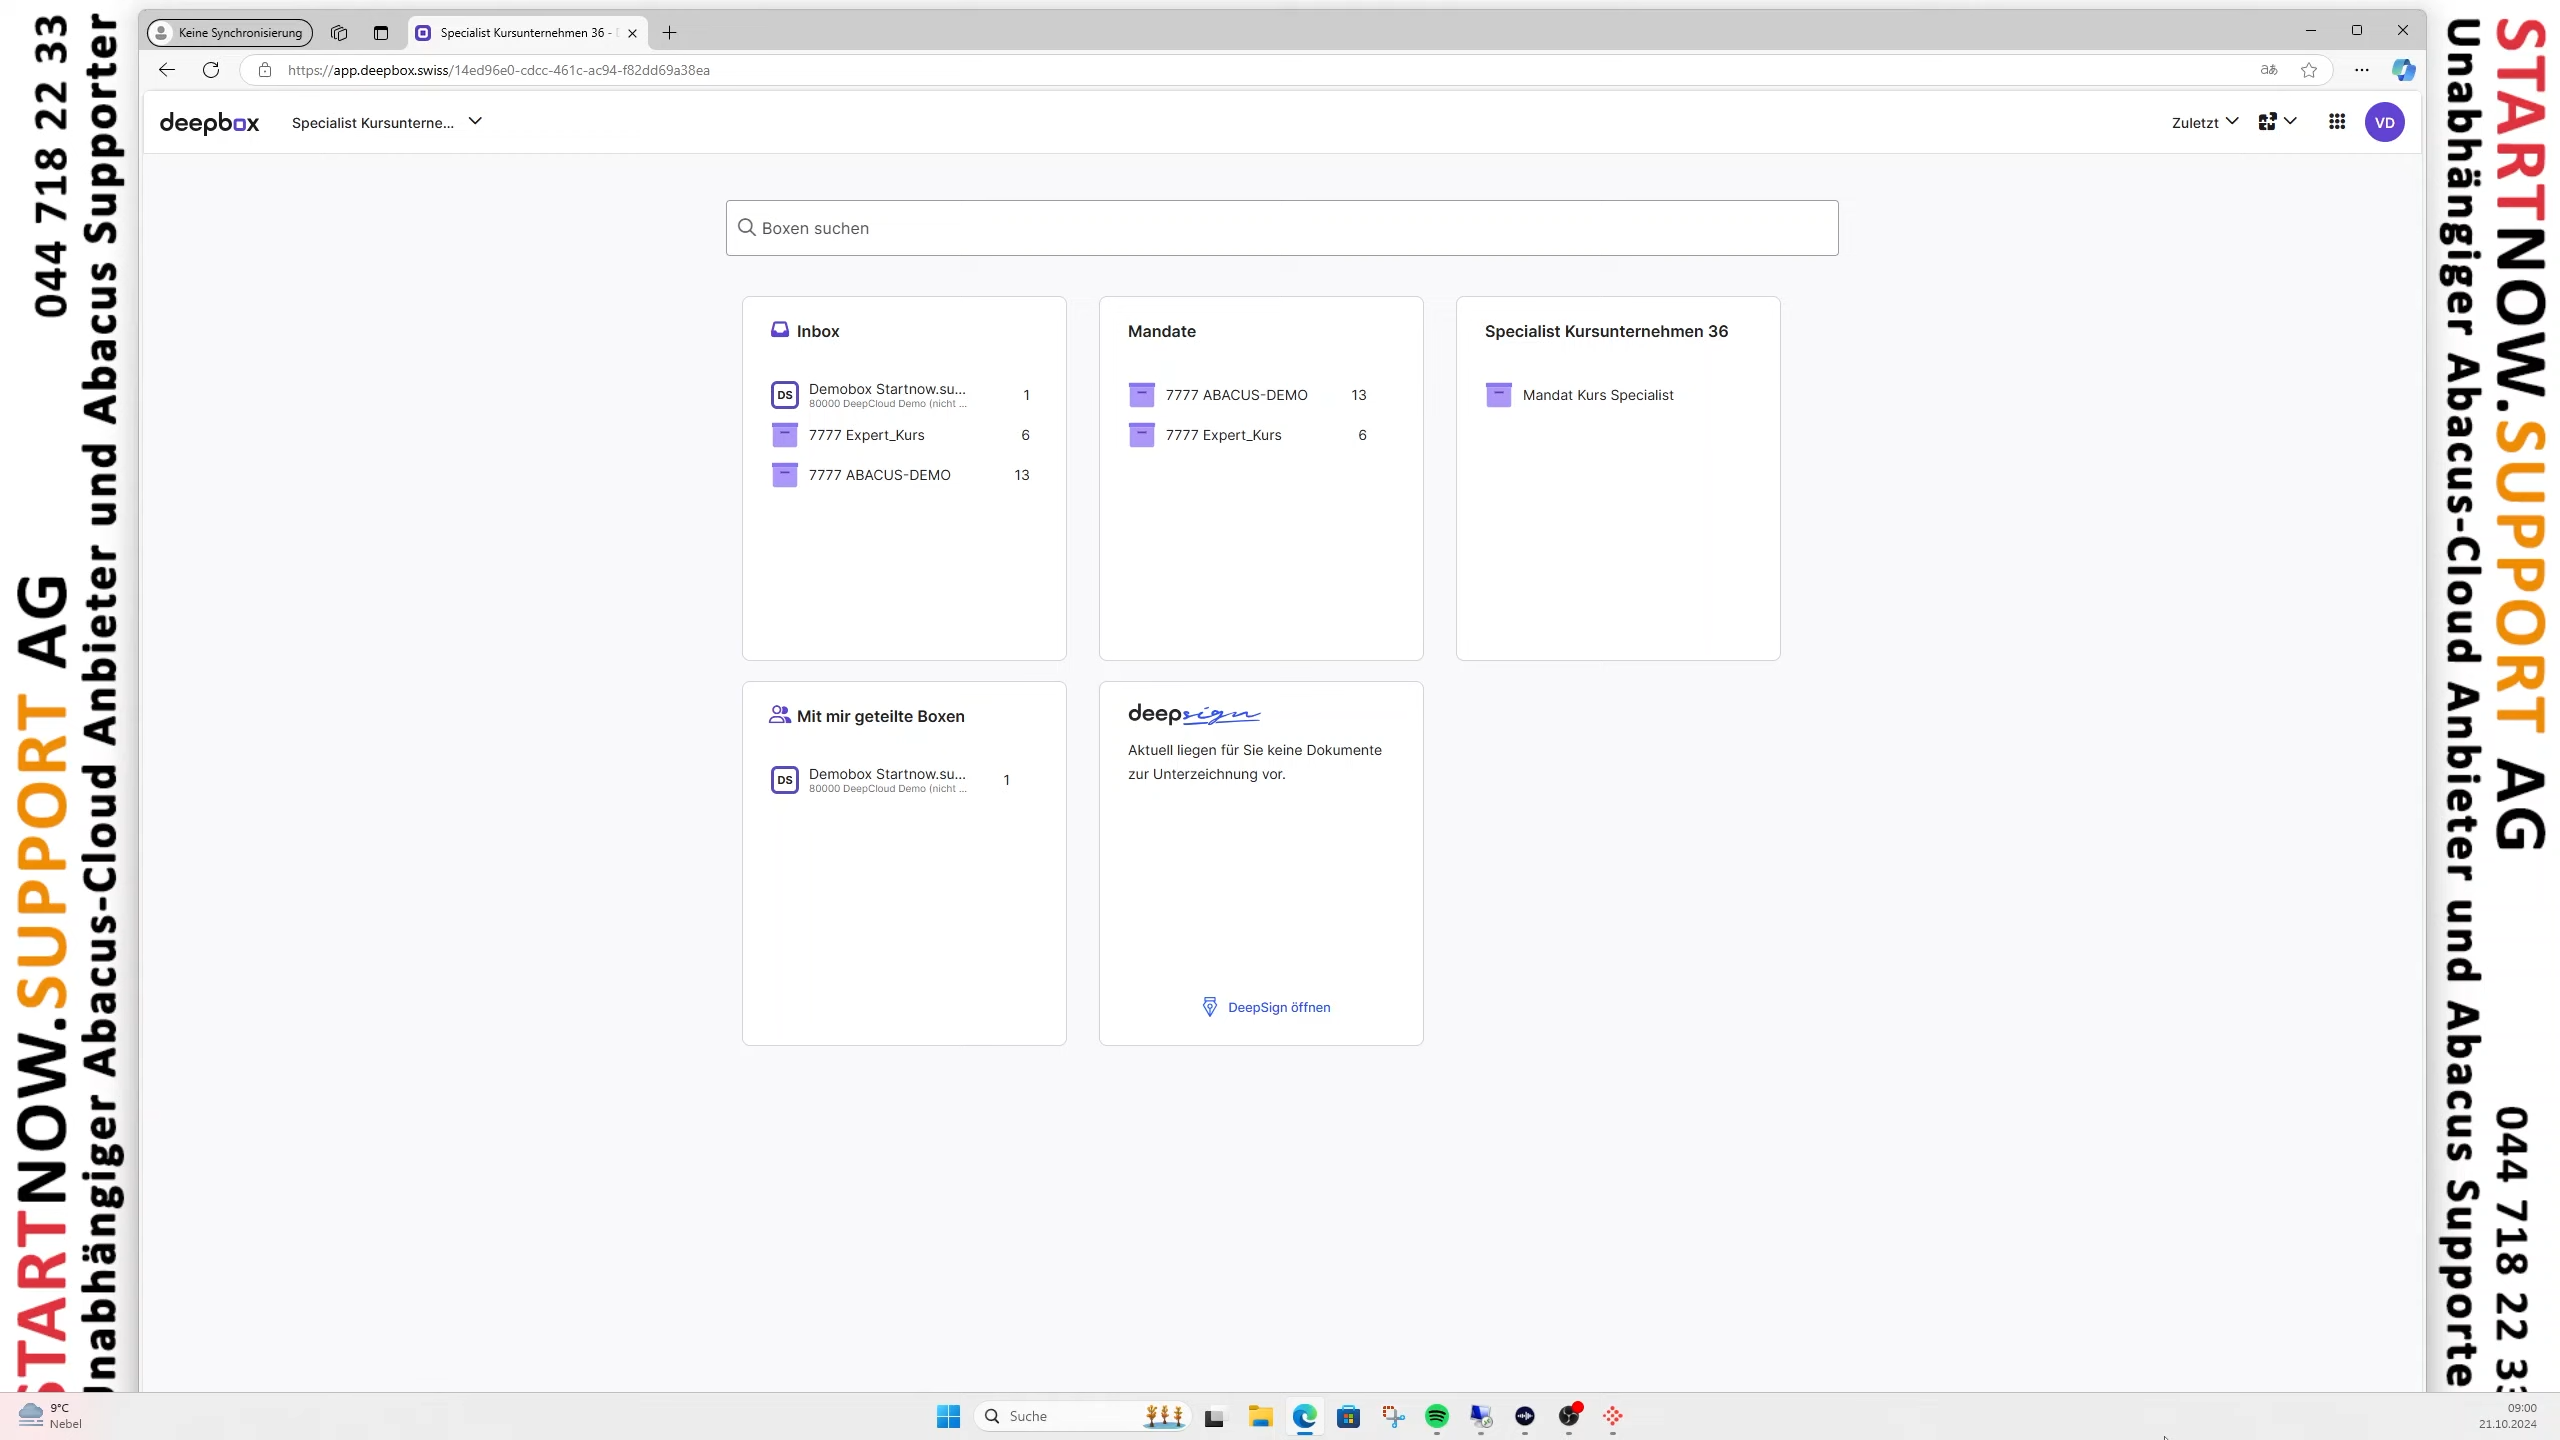 Keine Synchronisierung
Specialist Kursunternehmen 36 -
https://app.deepbox.swiss/14ed96e0-cdcc-461c-ac94-f82dd69a38ea
aあ
deepbox
Specialist Kursunterne...
Zuletzt
VD
Boxen suchen
Inbox
DS
Demobox Startnow.su...
80000 DeepCloud Demo (nicht ...
1
7777 Expert_Kurs
6
7777 ABACUS-DEMO
13
Mandate
7777 ABACUS-DEMO
13
7777 Expert_Kurs
6
Specialist Kursunternehmen 36
Mandat Kurs Specialist
Mit mir geteilte Boxen
DS
Demobox Startnow.su...
80000 DeepCloud Demo (nicht ...
1
deepsign
Aktuell liegen für Sie keine Dokumente
zur Unterzeichnung vor.
DeepSign öffnen
STARTNOW.SUPPORT AG
044 718 22 33
Unabhängiger Abacus-Cloud Anbieter und Abacus Supporter
STARTNOW.SUPPORT AG
044 718 22 33
Unabhängiger Abacus-Cloud Anbieter und Abacus Supporte
9°C
Nebel
Suche
09:00
21.10.2024